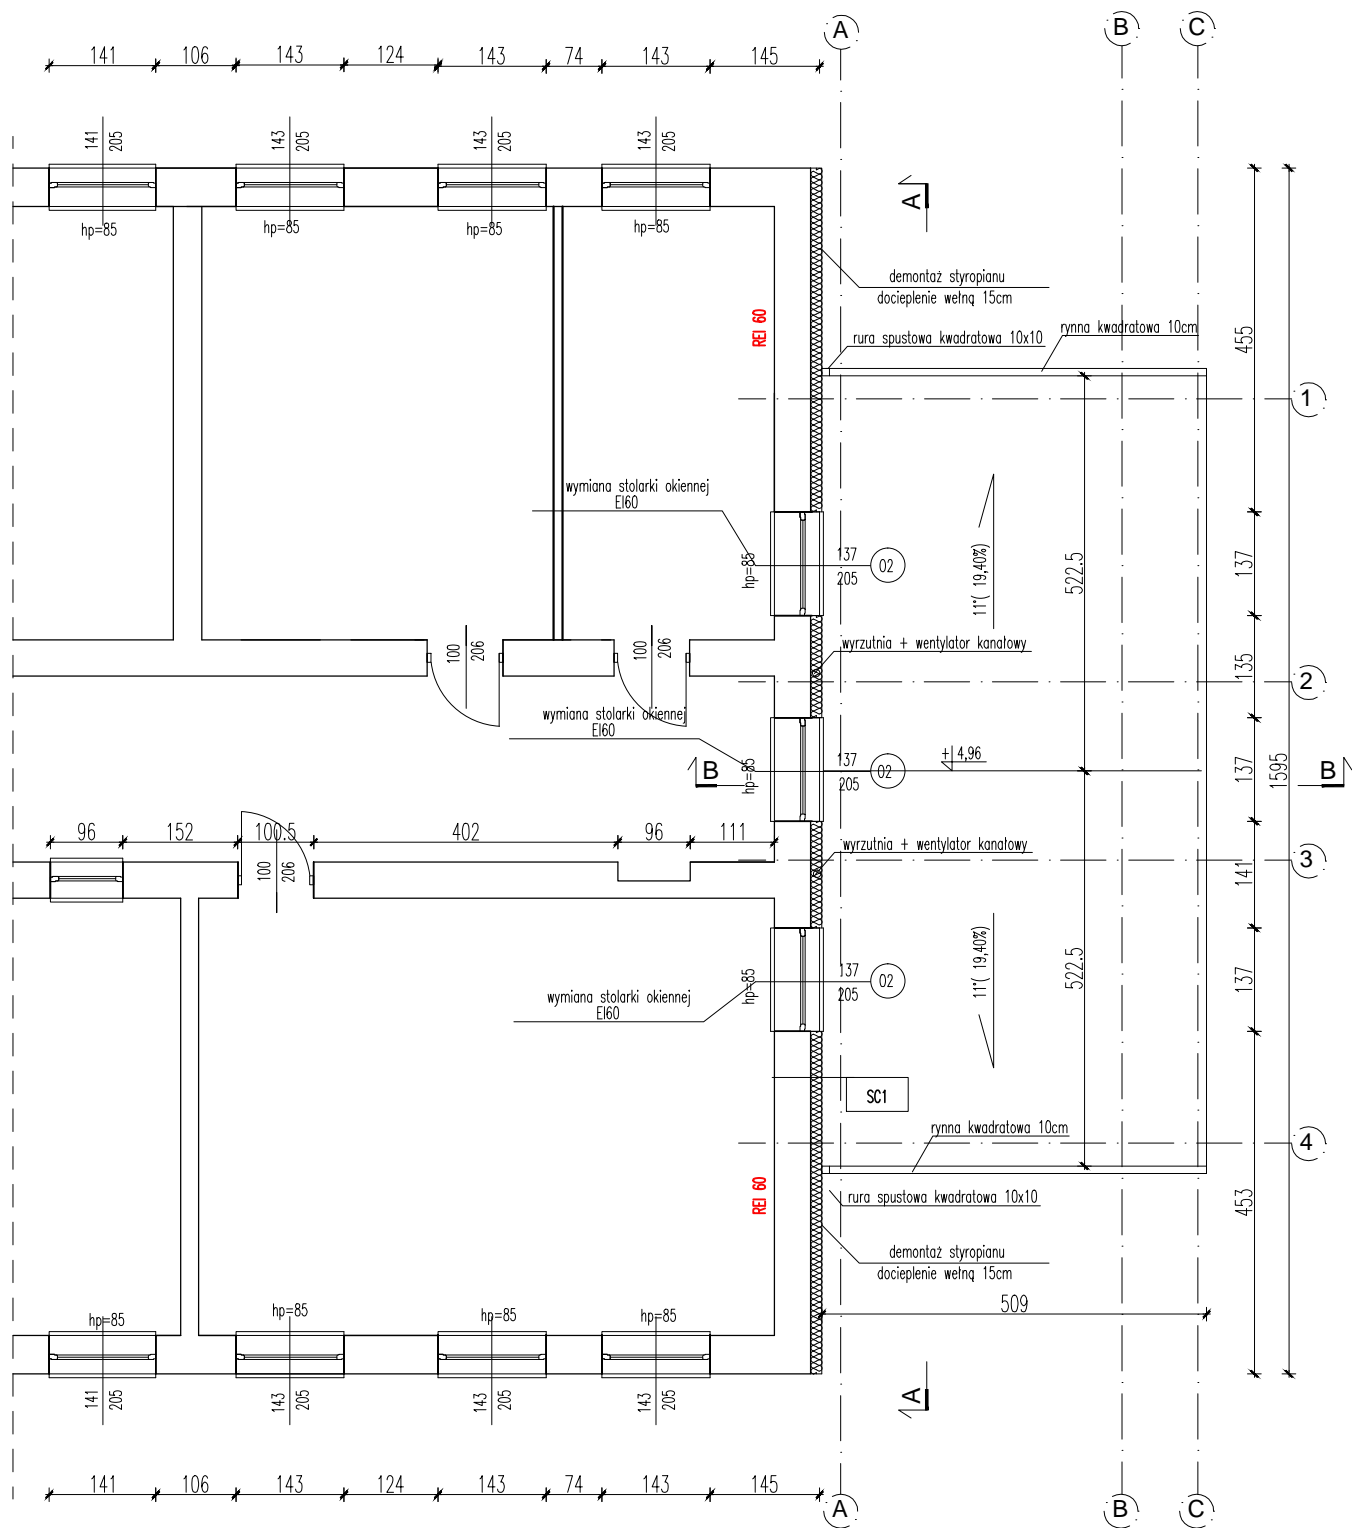 A
B
C
141
106
143
124
143
74
143
145
141
205
143
205
143
205
143
205
hp=85
hp=85
hp=85
hp=85
A
demontaż styropianu
docieplenie wełną 15cm
REI 60
rura spustowa kwadratowa 10x10
rynna kwadratowa 10cm
455
1
wymiana stolarki okiennej
EI60
hp=85
137
205
O2
11°( 19,40%)
522.5
137
100
206
100
206
wyrzutnia + wentylator kanałowy
135
2
wymiana stolarki okiennej
EI60
hp=85
137
205
O2
+ 4,96
B
137
1595
B
96
152
100.5
402
96
111
wyrzutnia + wentylator kanałowy
141
3
100
206
wymiana stolarki okiennej
EI60
hp=85
137
205
O2
11°( 19,40%)
522.5
137
SC1
rynna kwadratowa 10cm
4
REI 60
rura spustowa kwadratowa 10x10
453
demontaż styropianu
docieplenie wełną 15cm
509
hp=85
hp=85
hp=85
hp=85
141
205
143
205
143
205
143
205
A
141
106
143
124
143
74
143
145
A
B
C